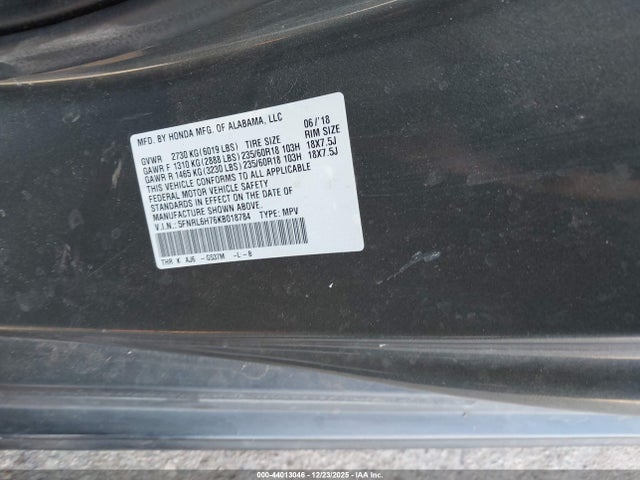 MFD. BY HONDA MFG. OF ALABAMA, LLC 06/'18
GVWR 2730 KG(6019 LBS) TIRE SIZE RIM SIZE
GAWR F 1310 KG(2888 LBS)235/60R18 103H 18X7.5J
GAWR R 1465 KG(3230 LBS)235/60R18 103H 18X7.5J
THIS VEHICLE CONFORMS TO ALL APPLICABLE
FEDERAL MOTOR VEHICLE SAFETY
STANDARDS IN EFFECT ON THE DATE OF
MANUFACTURE SHOWN ABOVE.
V.I.N.: 5FNRL6H76KB018784 TYPE: MPV
THR K AJ6 -G537M -L-B
000-44013046 - 12/23/2025 - IAA Inc.